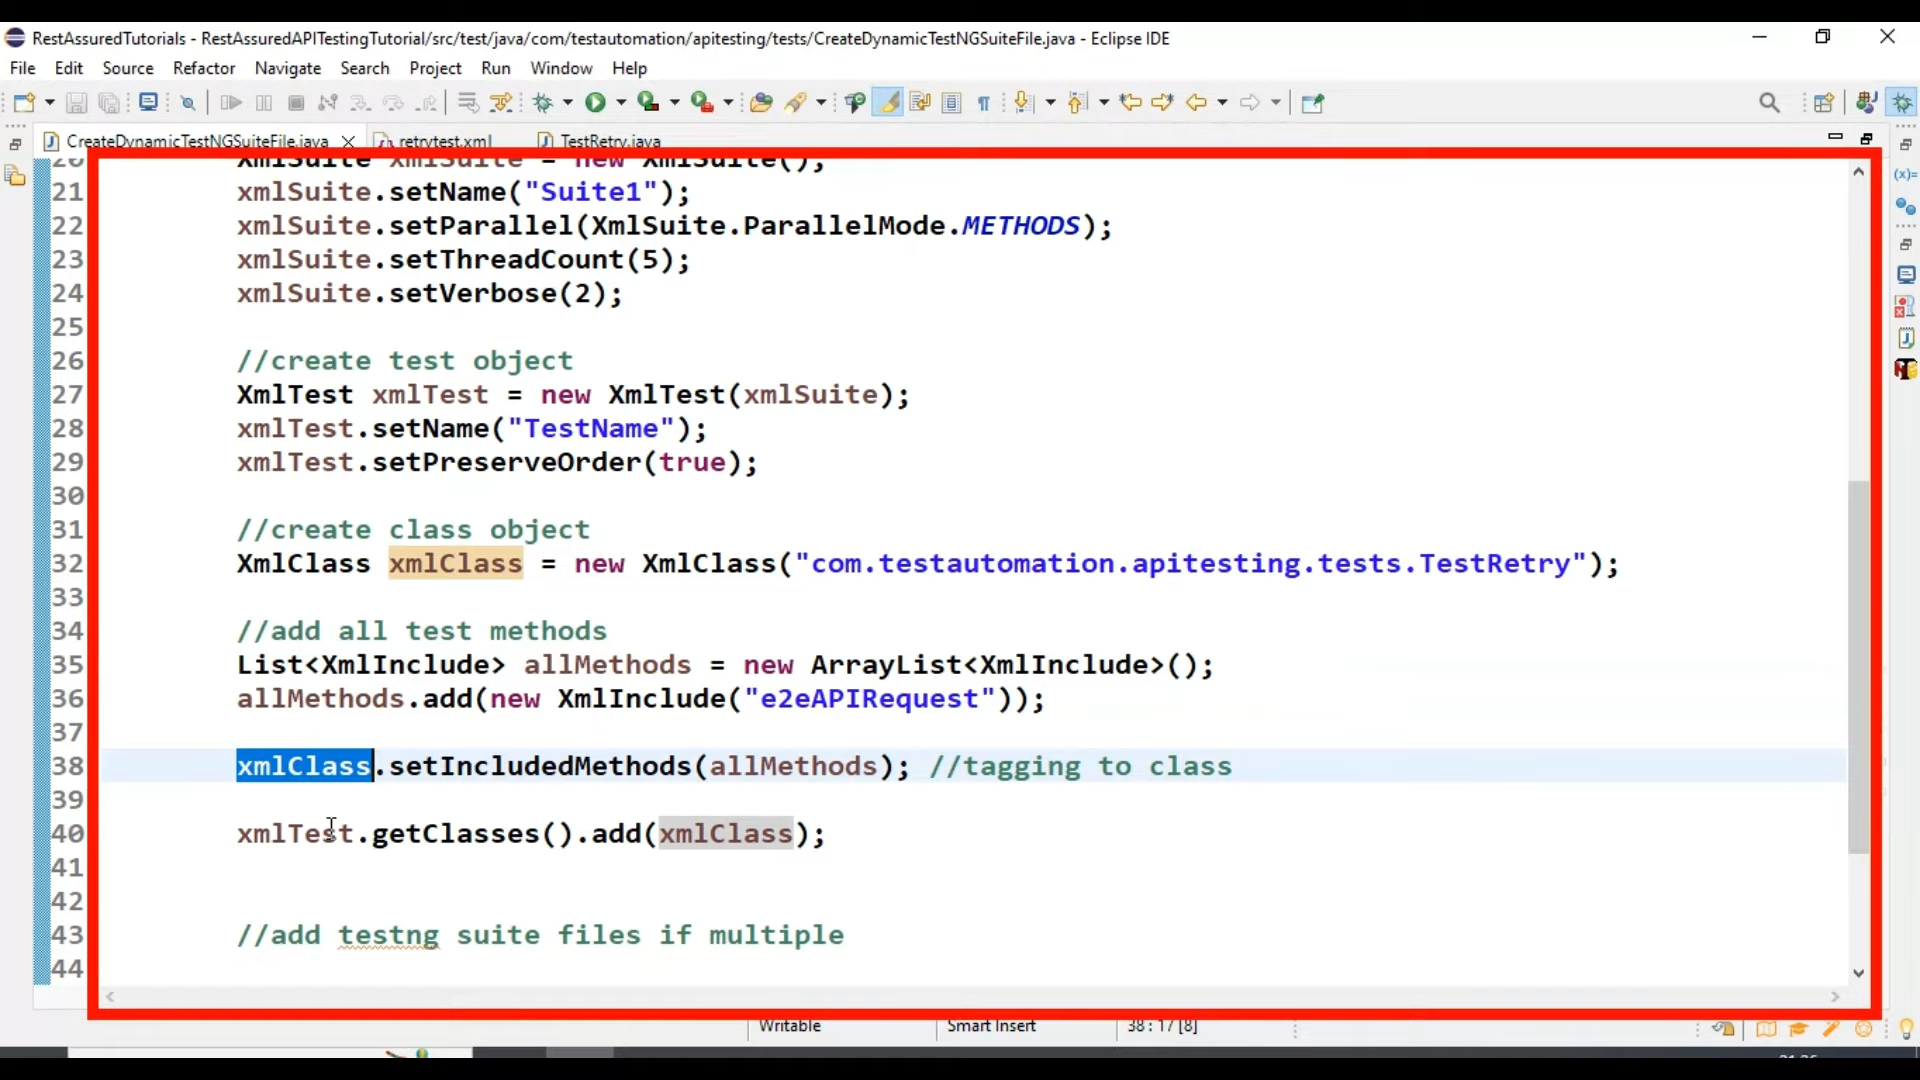 RestAssuredTutorials - RestAssuredAPITestingTutorial/src/test/java/com/testautomation/apitesting/tests/CreateDynamicTestNGSuiteFile.java - Eclipse IDE
File Edit Source Refactor Navigate Search Project Run Window Help
CreateDynamicTestNGSuiteFile.java retrytest.xml TestRetry.java
20 XmlSuite xmlSuite = new XmlSuite();
21 xmlSuite.setName("Suite1");
22 xmlSuite.setParallel(XmlSuite.ParallelMode.METHODS);
23 xmlSuite.setThreadCount(5);
24 xmlSuite.setVerbose(2);
25
26 //create test object
27 XmlTest xmlTest = new XmlTest(xmlSuite);
28 xmlTest.setName("TestName");
29 xmlTest.setPreserveOrder(true);
30
31 //create class object
32 XmlClass xmlClass = new XmlClass("com.testautomation.apitesting.tests.TestRetry");
33
34 //add all test methods
35 List<XmlInclude> allMethods = new ArrayList<XmlInclude>();
36 allMethods.add(new XmlInclude("e2eAPIRequest"));
37
38 xmlClass.setIncludedMethods(allMethods); //tagging to class
39
40 xmlTest.getClasses().add(xmlClass);
41
42
43 //add testng suite files if multiple
44
Writable Smart Insert 38 : 17 [8]